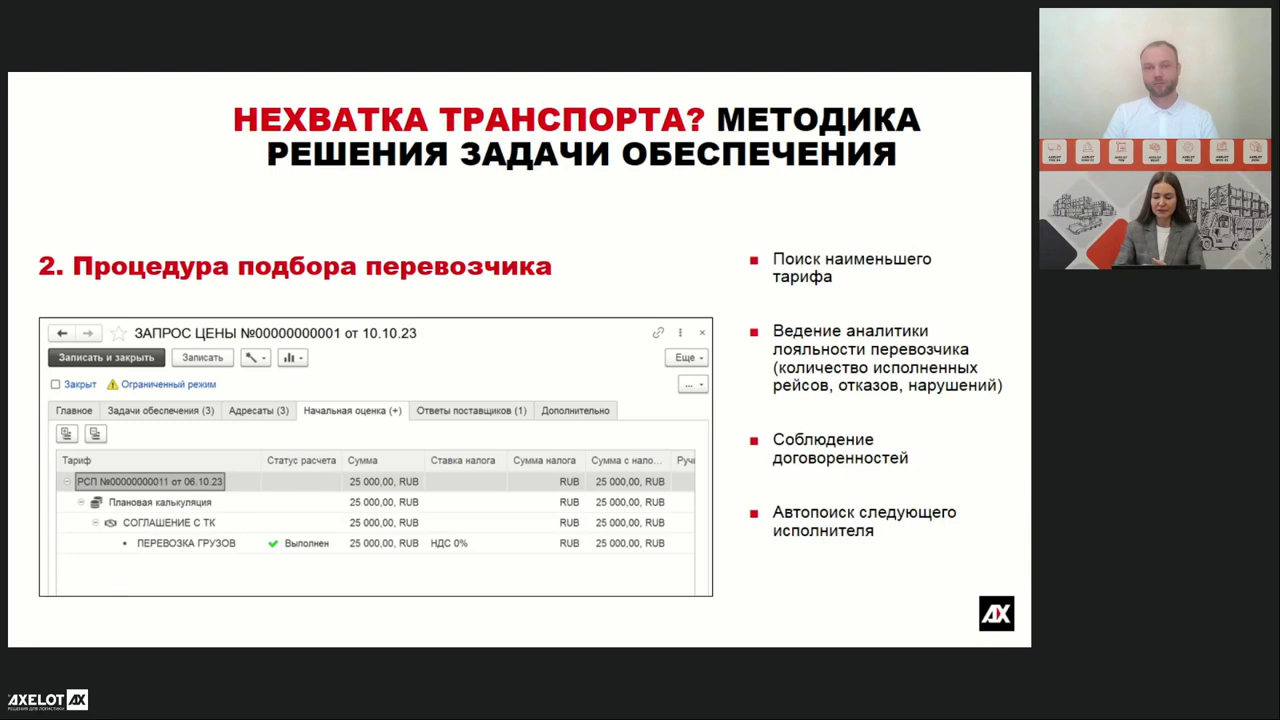 НЕХВАТКА ТРАНСПОРТА? МЕТОДИКА
РЕШЕНИЯ ЗАДАЧИ ОБЕСПЕЧЕНИЯ
2. Процедура подбора перевозчика
ЗАПРОС ЦЕНЫ №00000000001 от 10.10.23
Записать и закрыть Записать Еще
Закрыт Ограниченный режим ...
Главное Задачи обеспечения (3) Адресаты (3) Начальная оценка (+) Ответы поставщиков (1) Дополнительно
Тариф Статус расчета Сумма Ставка налога Сумма налога Сумма с нало... Ручн
РСП №00000000011 от 06.10.23 25 000,00, RUB RUB 25 000,00, RUB
Плановая калькуляция 25 000,00, RUB RUB 25 000,00, RUB
СОГЛАШЕНИЕ С ТК 25 000,00, RUB RUB 25 000,00, RUB
ПЕРЕВОЗКА ГРУЗОВ Выполнен 25 000,00, RUB НДС 0% RUB 25 000,00, RUB
Поиск наименьшего
тарифа
Ведение аналитики
лояльности перевозчика
(количество исполненных
рейсов, отказов, нарушений)
Соблюдение
договоренностей
Автопоиск следующего
исполнителя
AX
AXELOT AX
РЕШЕНИЯ ДЛЯ ЛОГИСТИКИ